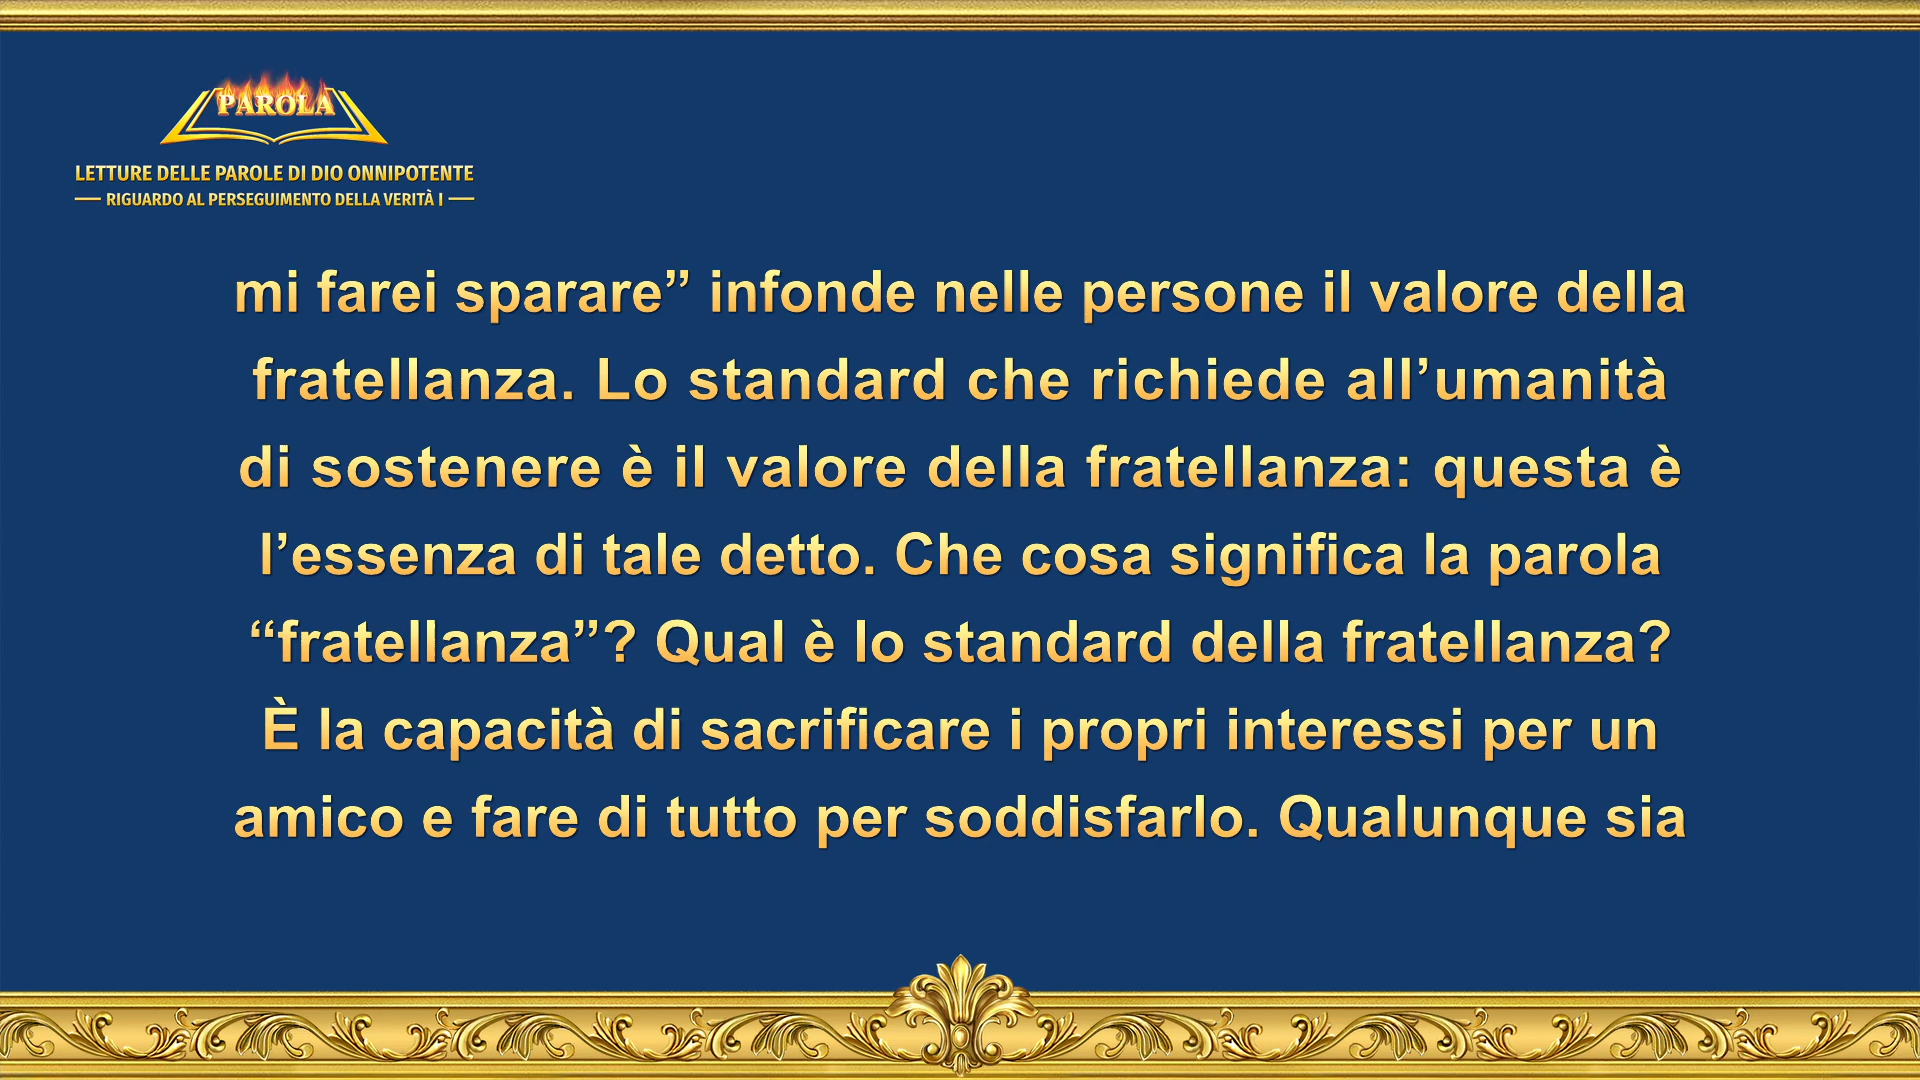 PAROLA
LETTURE DELLE PAROLE DI DIO ONNIPOTENTE
— RIGUARDO AL PERSEGUIMENTO DELLA VERITÀ I —
mi farei sparare” infonde nelle persone il valore della
fratellanza. Lo standard che richiede all’umanità
di sostenere è il valore della fratellanza: questa è
l’essenza di tale detto. Che cosa significa la parola
“fratellanza”? Qual è lo standard della fratellanza?
È la capacità di sacrificare i propri interessi per un
amico e fare di tutto per soddisfarlo. Qualunque sia